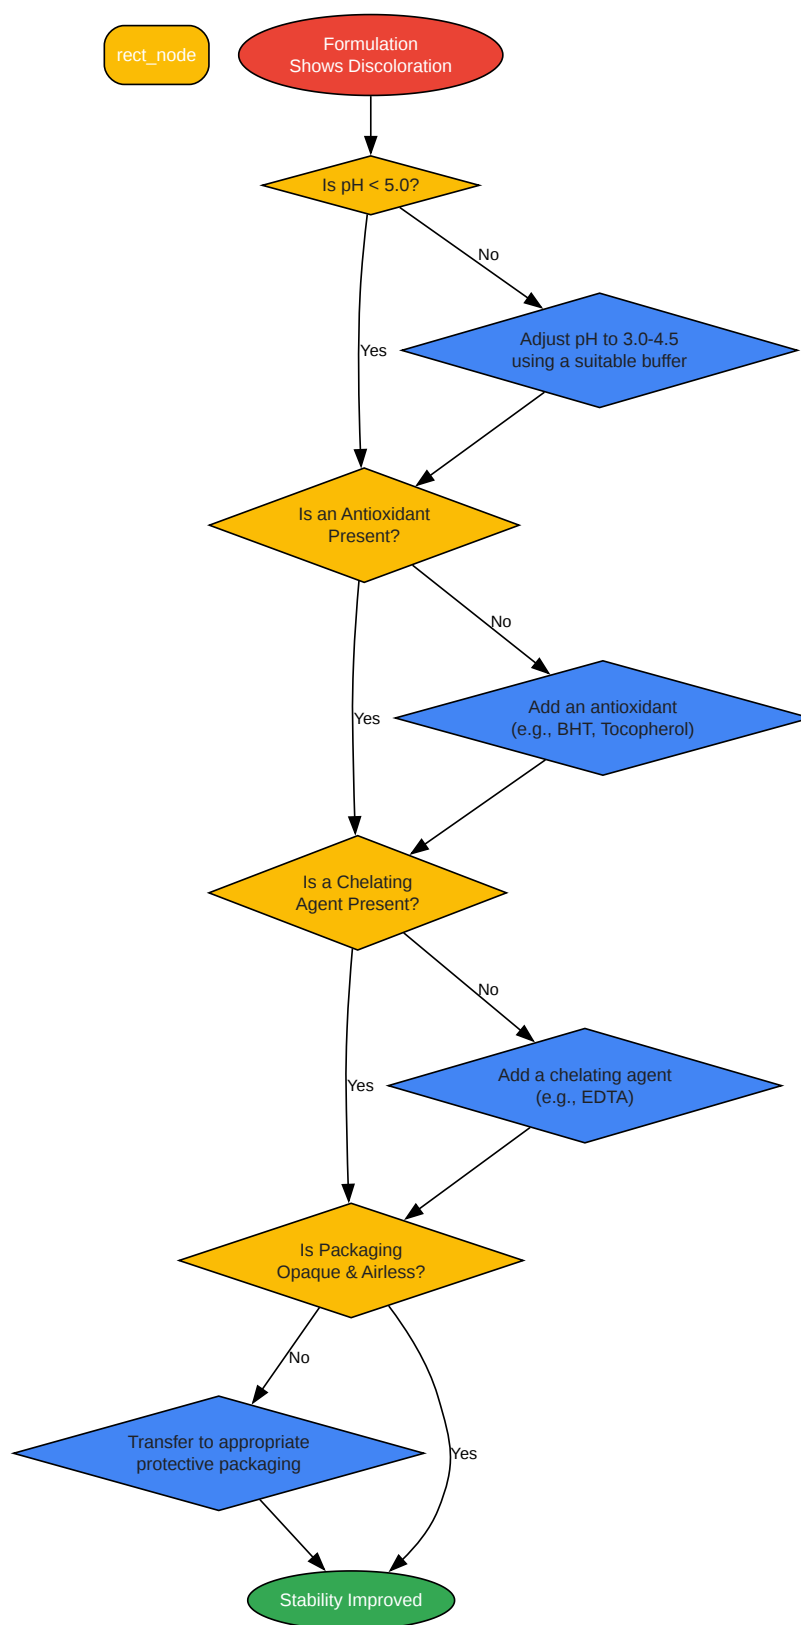 rect_node
Formulation
Shows Discoloration
Is pH < 5.0?
No
Adjust pH to 3.0-4.5
using a suitable buffer
Yes
Is an Antioxidant
Present?
No
Add an antioxidant
(e.g., BHT, Tocopherol)
Yes
Is a Chelating
Agent Present?
No
Add a chelating agent
(e.g., EDTA)
Yes
Is Packaging
Opaque & Airless?
No
Transfer to appropriate
protective packaging
Yes
Stability Improved